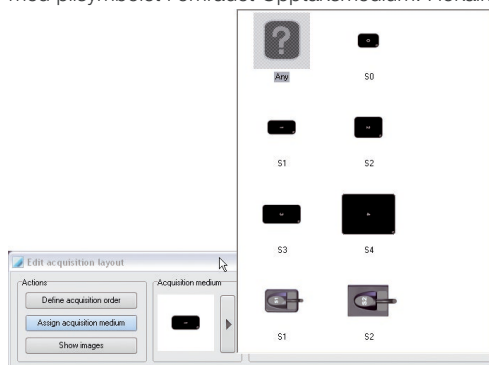 Any S0
S1 S2
S3 S4
Edit acquisition layout
Actions
Acquisition medium
Define acquisition order
Assign acquisition medium
Show images
S1 S2